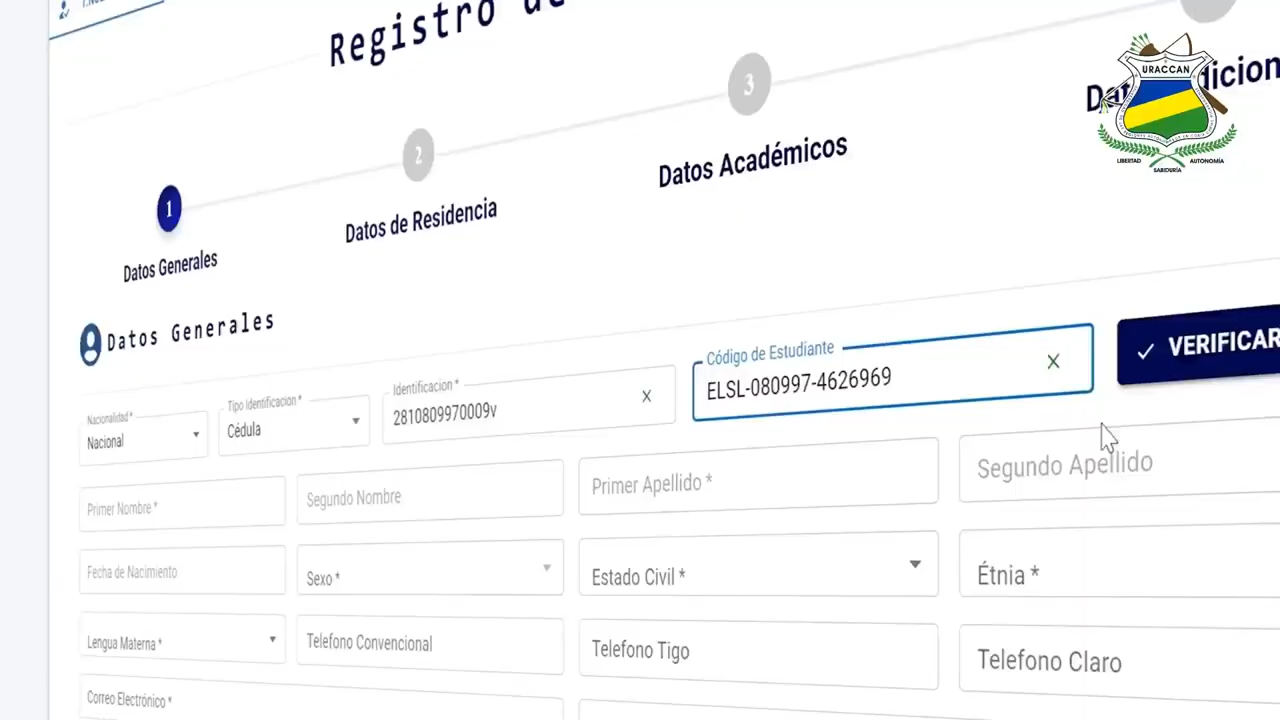 Registro de
1
2
3
Datos Generales
Datos de Residencia
Datos Académicos
URACCAN
LIBERTAD
SABIDURÍA
AUTONOMÍA
Datos Generales
Nacionalidad *
Nacional
Tipo Identificacion *
Cédula
Identificacion *
2810809970009v
Código de Estudiante
ELSL-080997-4626969
VERIFICAR
Primer Nombre *
Segundo Nombre
Primer Apellido *
Segundo Apellido
Fecha de Nacimiento
Sexo *
Estado Civil *
Étnia *
Lengua Materna *
Telefono Convencional
Telefono Tigo
Telefono Claro
Correo Electrónico *